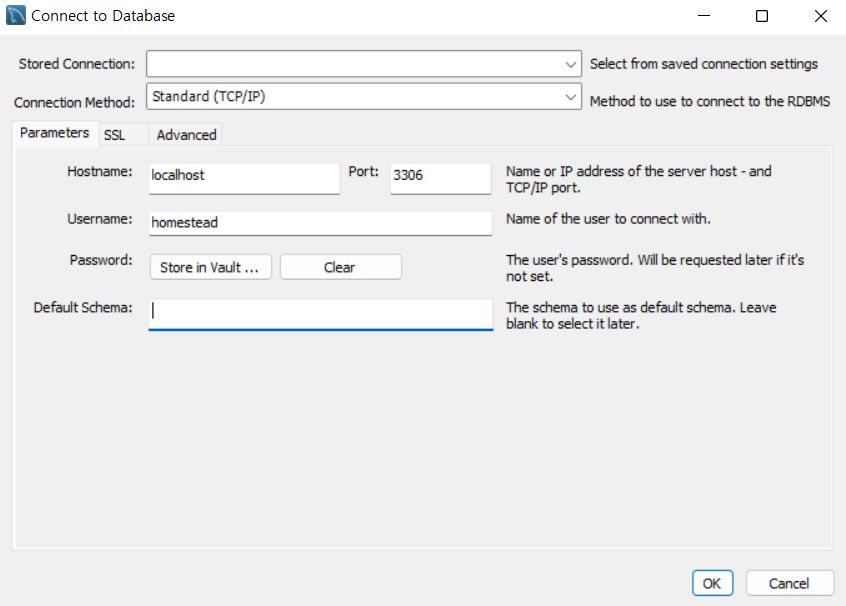 Connect to Database
Stored Connection: Select from saved connection settings
Connection Method: Standard (TCP/IP) Method to use to connect to the RDBMS
Parameters SSL Advanced
Hostname: localhost Port: 3306 Name or IP address of the server host - and
TCP/IP port.
Username: homestead Name of the user to connect with.
Password: Store in Vault ... Clear The user's password. Will be requested later if it's
not set.
Default Schema: The schema to use as default schema. Leave
blank to select it later.
OK Cancel